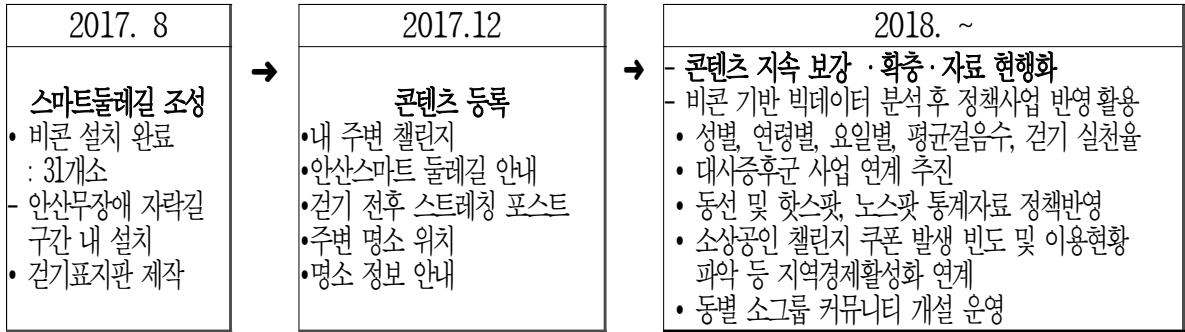 2017. 8
스마트둘레길 조성
• 비콘 설치 완료
: 31개소
- 안산무장애 자락길
구간 내 설치
• 걷기표지판 제작
➜
2017.12
콘텐츠 등록
•내 주변 챌린지
•안산스마트 둘레길 안내
•걷기 전후 스트레칭 포스트
•주변 명소 위치
•명소 정보 안내
➜
2018. ~
- 콘텐츠 지속 보강 ·확충·자료 현행화
- 비콘 기반 빅데이터 분석 후 정책사업 반영 활용
• 성별, 연령별, 요일별, 평균걸음수, 걷기 실천율
• 대사증후군 사업 연계 추진
• 동선 및 핫스팟, 노스팟 통계자료 정책반영
• 소상공인 챌린지 쿠폰 발생 빈도 및 이용현황
파악 등 지역경제활성화 연계
• 동별 소그룹 커뮤니티 개설 운영